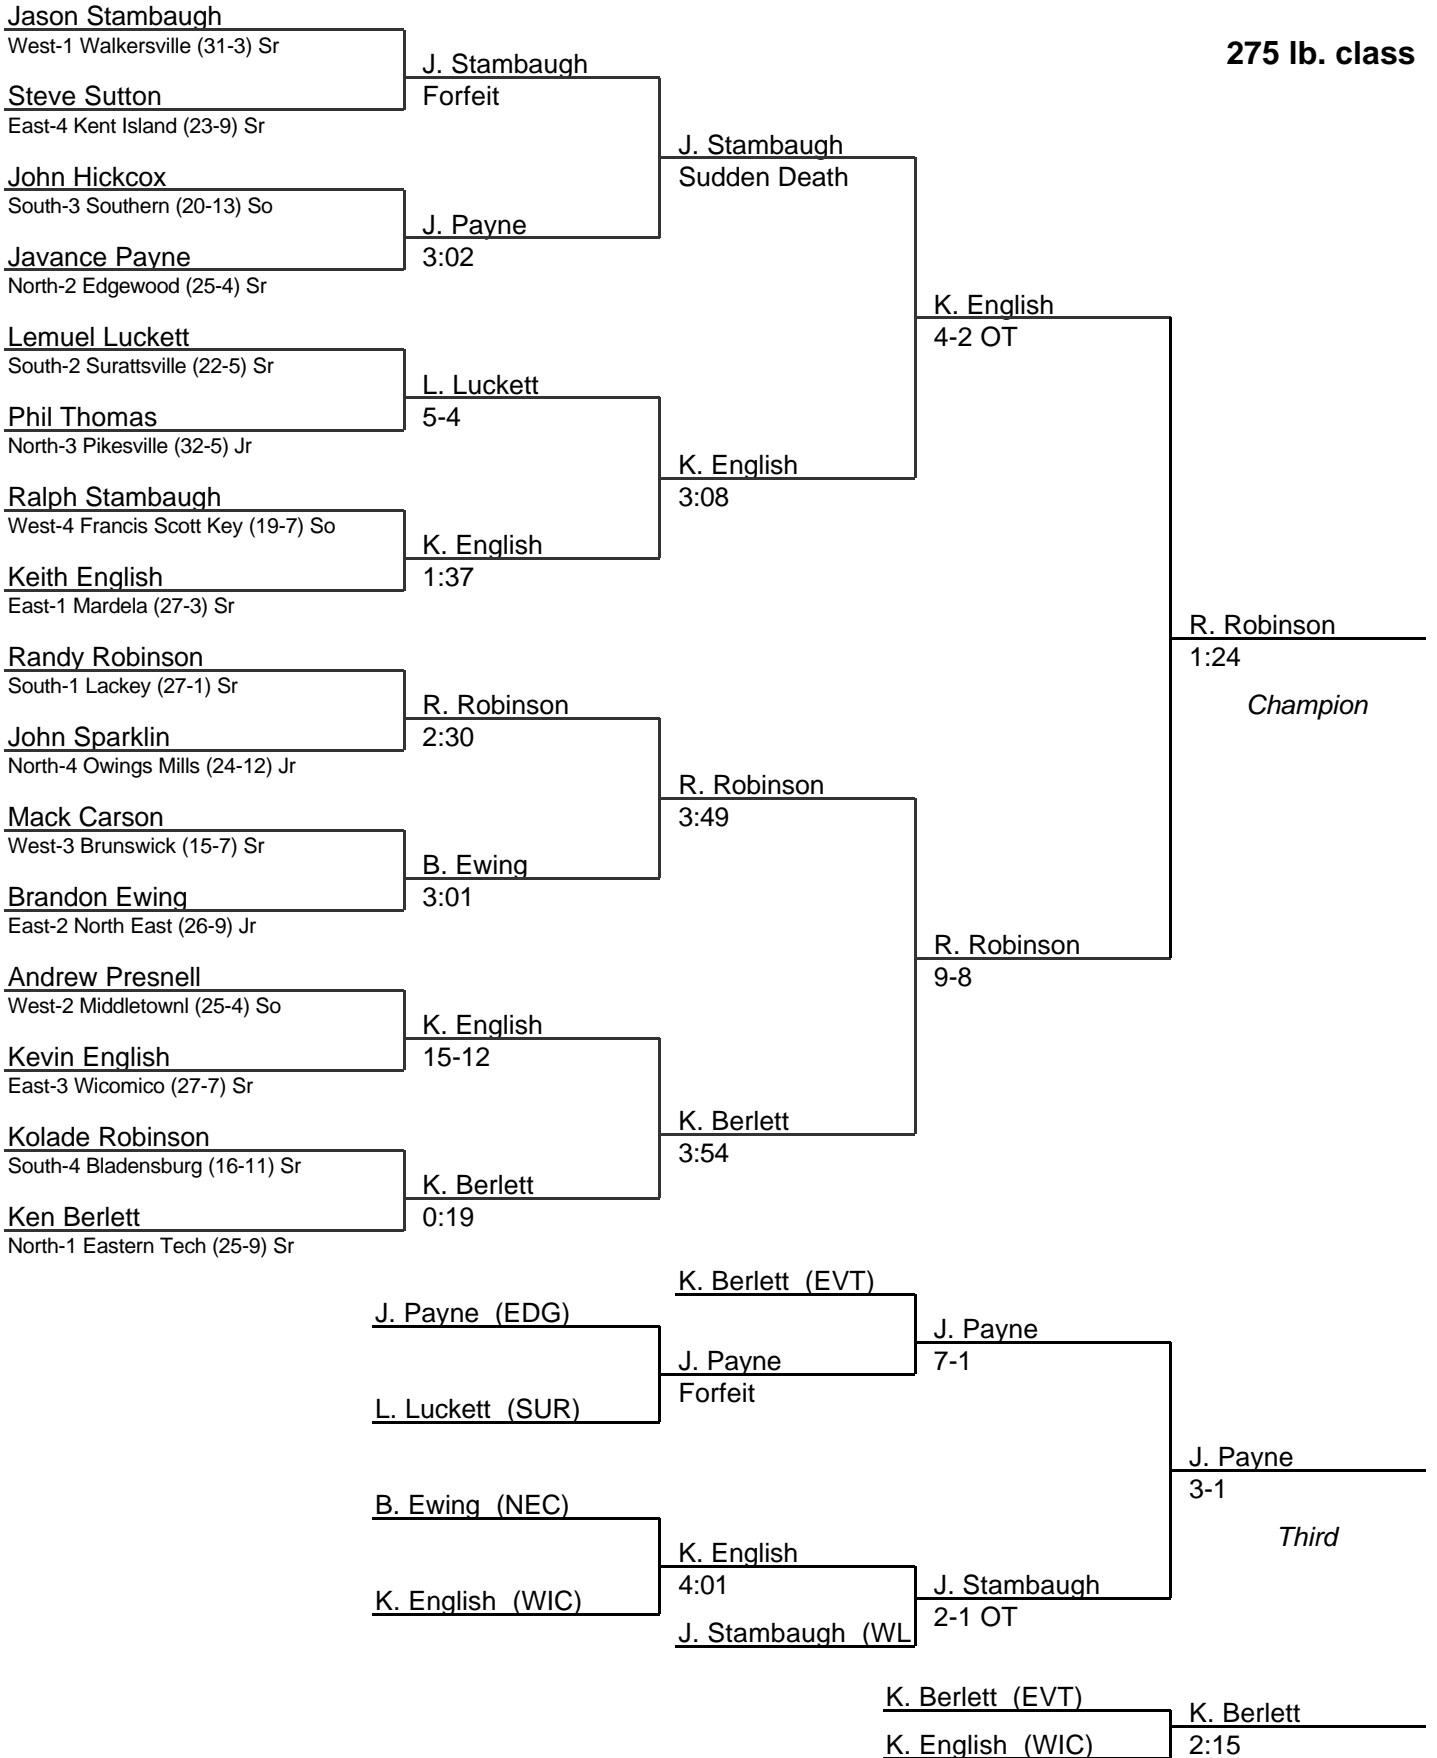 Jason Stambaugh
West-1 Walkersville (31-3) Sr
275 lb. class
J. Stambaugh
Steve Sutton
Forfeit
East-4 Kent Island (23-9) Sr
J. Stambaugh
John Hickcox
Sudden Death
South-3 Southern (20-13) So
J. Payne
Javance Payne
3:02
North-2 Edgewood (25-4) Sr
K. English
Lemuel Luckett
4-2 OT
South-2 Surattsville (22-5) Sr
L. Luckett
Phil Thomas
5-4
North-3 Pikesville (32-5) Jr
K. English
Ralph Stambaugh
3:08
West-4 Francis Scott Key (19-7) So
K. English
Keith English
1:37
East-1 Mardela (27-3) Sr
R. Robinson
Randy Robinson
1:24
South-1 Lackey (27-1) Sr
R. Robinson
Champion
John Sparklin
2:30
North-4 Owings Mills (24-12) Jr
R. Robinson
Mack Carson
3:49
West-3 Brunswick (15-7) Sr
B. Ewing
Brandon Ewing
3:01
East-2 North East (26-9) Jr
R. Robinson
Andrew Presnell
9-8
West-2 Middletownl (25-4) So
K. English
Kevin English
15-12
East-3 Wicomico (27-7) Sr
K. Berlett
Kolade Robinson
3:54
South-4 Bladensburg (16-11) Sr
K. Berlett
Ken Berlett
0:19
North-1 Eastern Tech (25-9) Sr
K. Berlett (EVT)
J. Payne (EDG)
J. Payne
J. Payne
7-1
Forfeit
L. Luckett (SUR)
J. Payne
3-1
B. Ewing (NEC)
Third
K. English
4:01
J. Stambaugh
K. English (WIC)
2-1 OT
J. Stambaugh (WL
K. Berlett (EVT)
K. Berlett
K. English (WIC)
2:15